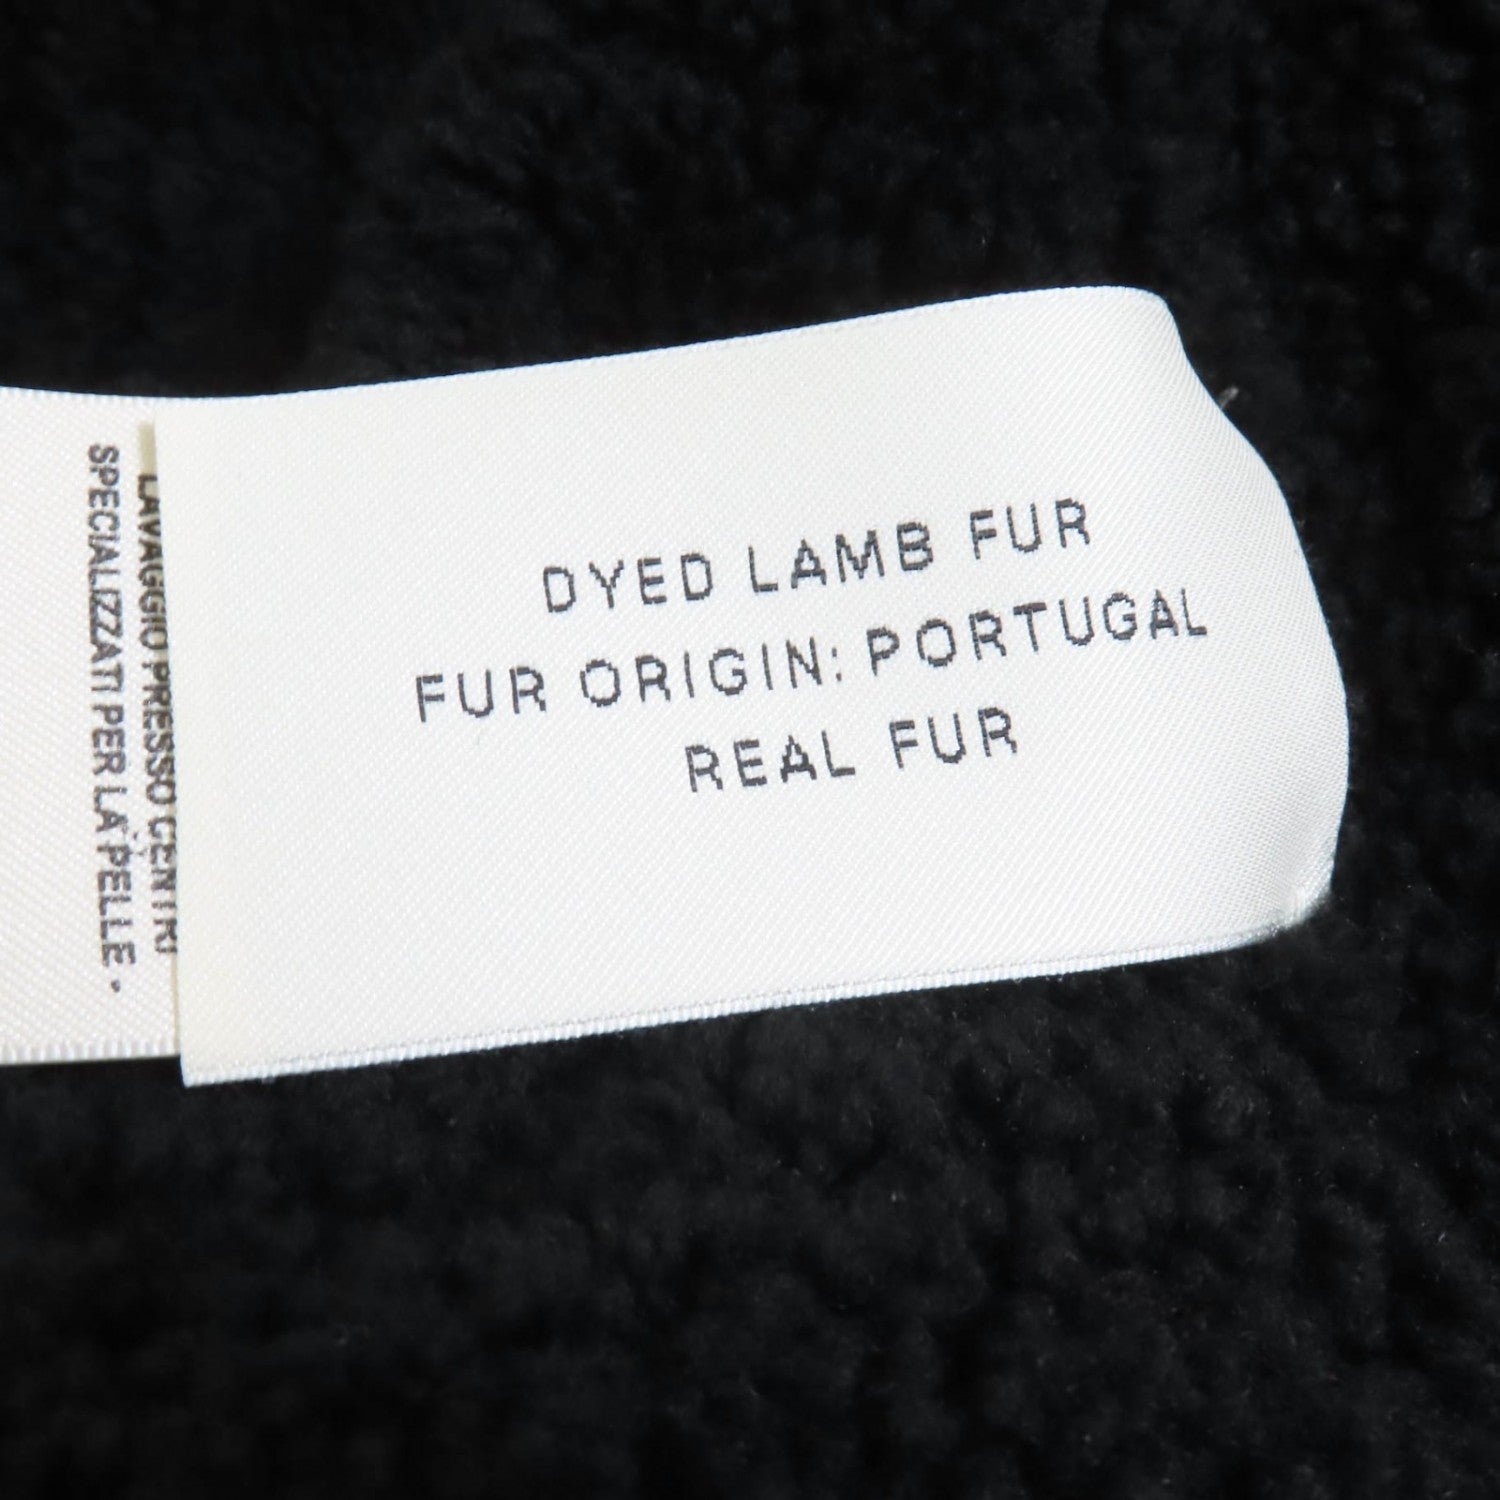 DYED LAMB FUR
FUR ORIGIN: PORTUGAL
REAL FUR
LAVAGGIO PRESSO CENTRI
SPECIALIZZATI PER LA PELLE.